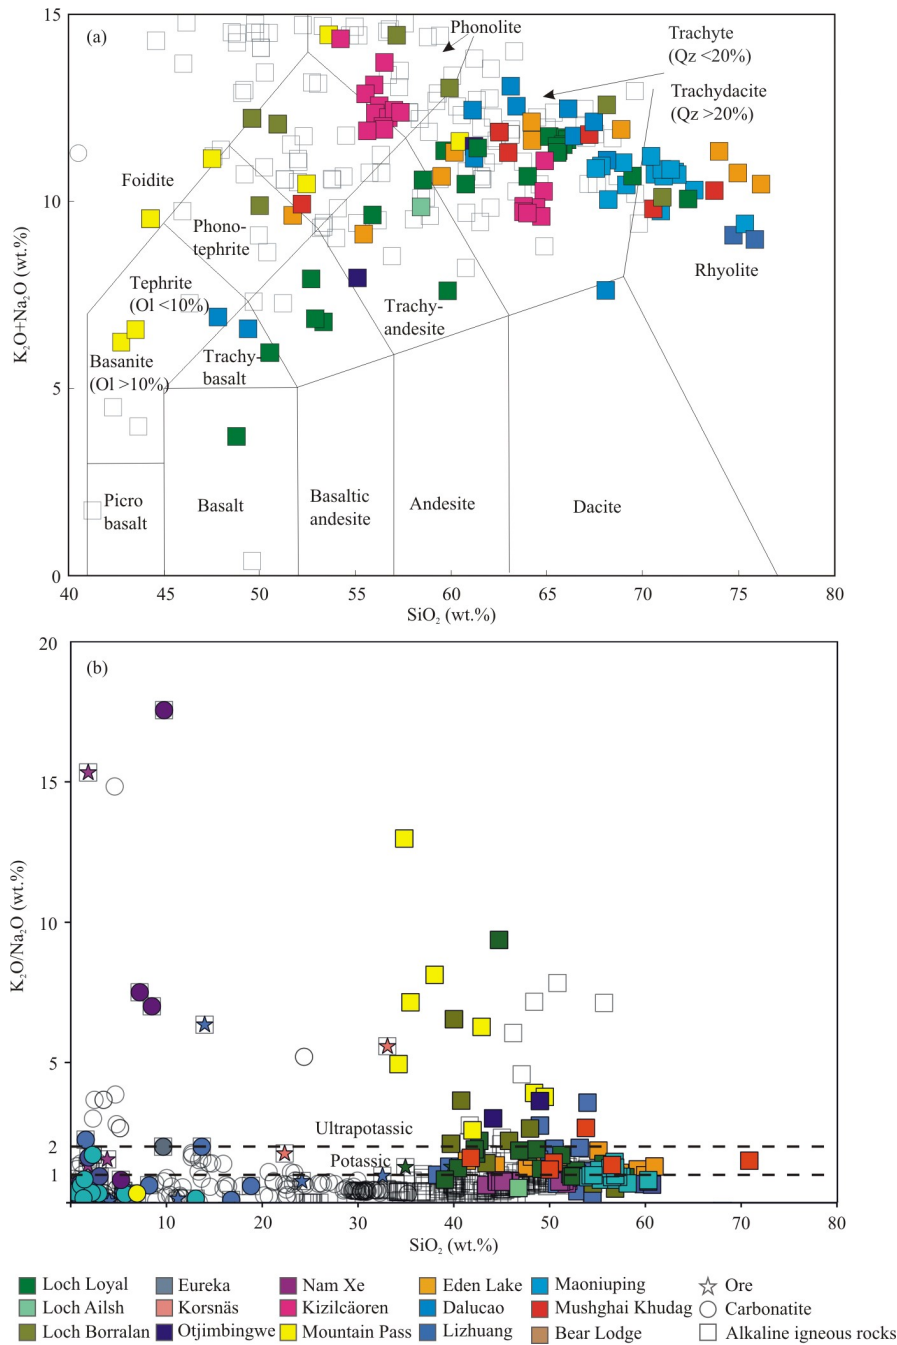 15
(a)
Phonolite
Trachyte
(Qz <20%)
Trachydacite
(Qz >20%)
10
Foidite
Phono-
tephrite
Rhyolite
K₂O+Na₂O (wt.%)
Tephrite
(Ol <10%)
Trachy-
andesite
Basanite
(Ol >10%)
Trachy-
basalt
5
Picro
basalt
Basalt
Basaltic
andesite
Andesite
Dacite
0
40 45 50 55 60 65 70 75 80
SiO₂ (wt.%)
20
(b)
15
K₂O/Na₂O (wt.%)
10
5
Ultrapotassic
2
Potassic
1
10 20 30 40 50 60 70 80
SiO₂ (wt.%)
Loch Loyal Eureka Nam Xe Eden Lake Maoniuping Ore
Loch Ailsh Korsnäs Kizilcäoren Dalucao Mushghai Khudag Carbonatite
Loch Borralan Otjimbingwe Mountain Pass Lizhuang Bear Lodge Alkaline igneous rocks